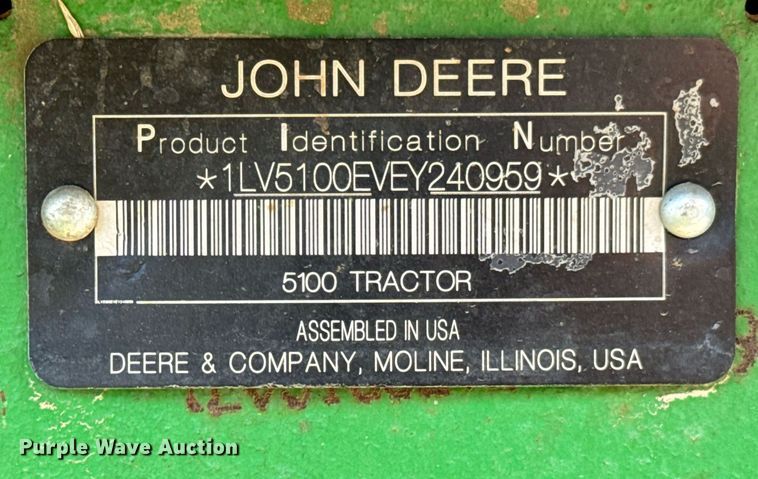 JOHN DEERE
Product Identification Number
*1LV5100EVEY240959*
5100 TRACTOR
ASSEMBLED IN USA
DEERE & COMPANY, MOLINE, ILLINOIS, USA
Purple Wave Auction